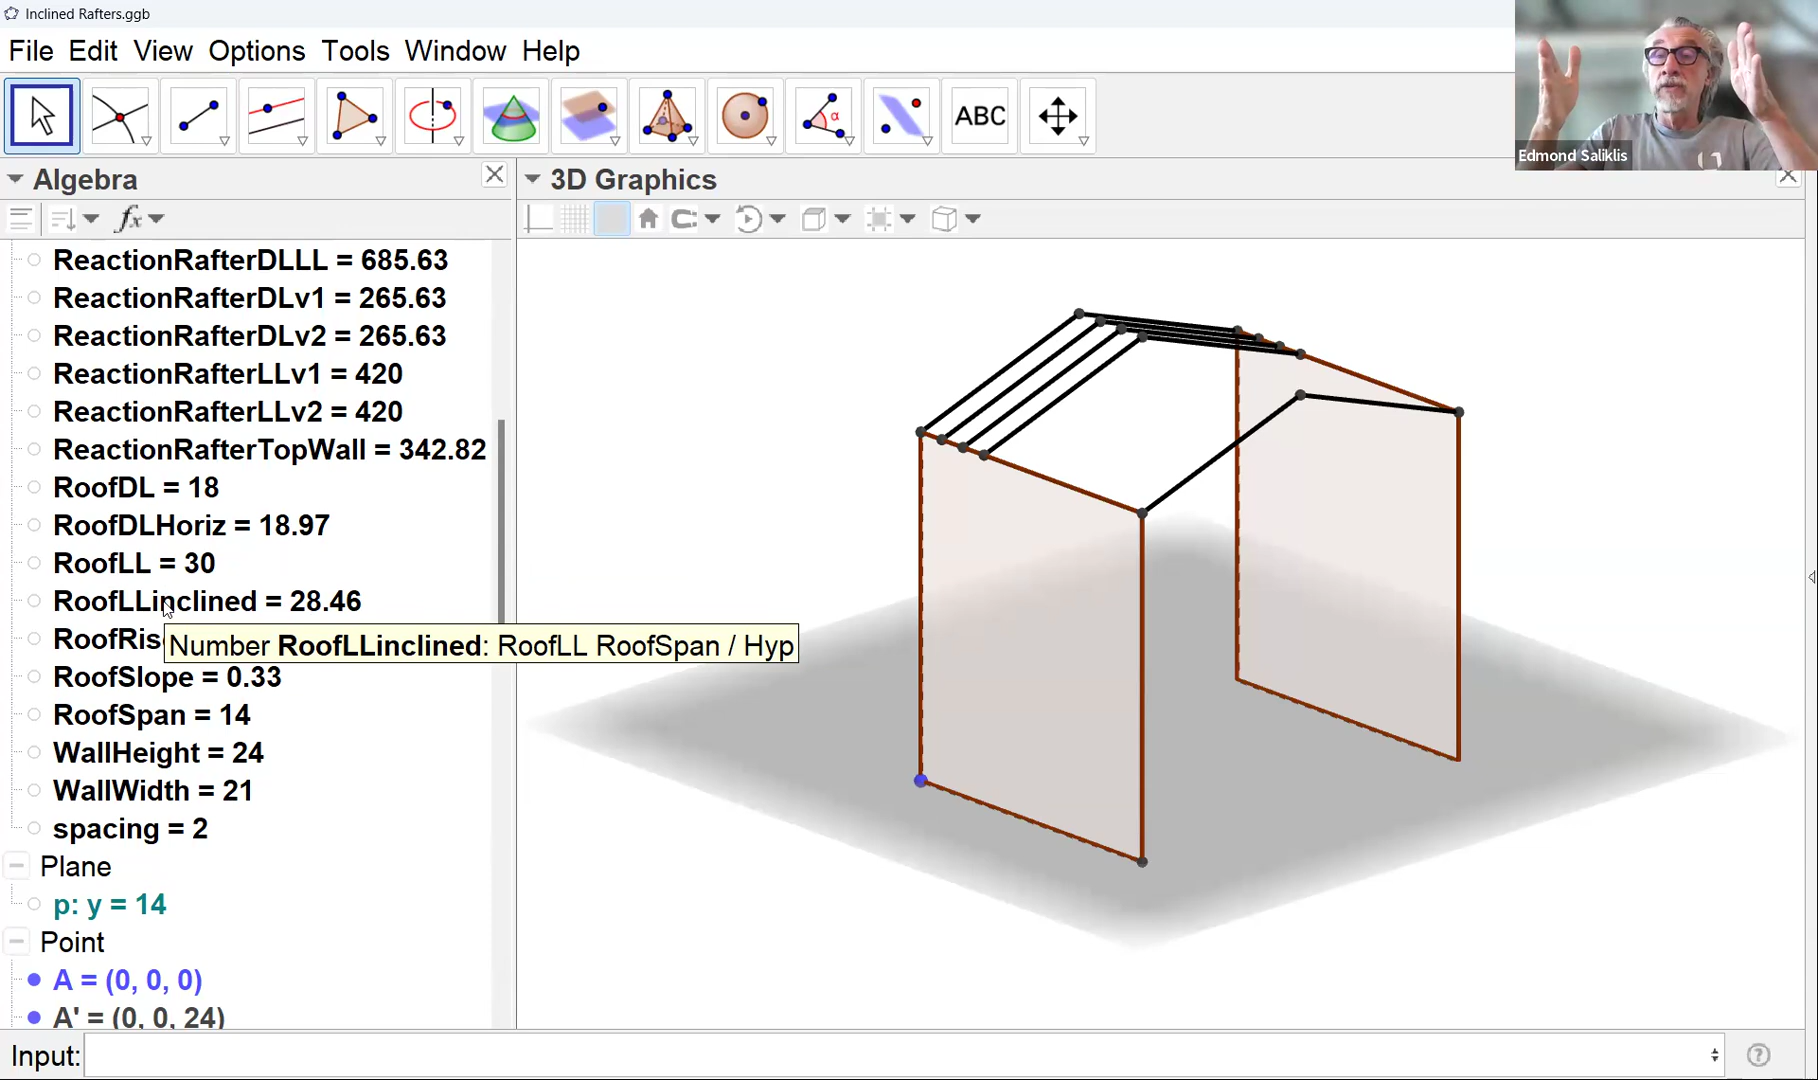 Inclined Rafters.ggb
File Edit View Options Tools Window Help
α
ABC
Edmond Saliklis
Algebra
3D Graphics
fx
ReactionRafterDLLL = 685.63
ReactionRafterDLv1 = 265.63
ReactionRafterDLv2 = 265.63
ReactionRafterLLv1 = 420
ReactionRafterLLv2 = 420
ReactionRafterTopWall = 342.82
RoofDL = 18
RoofDLHoriz = 18.97
RoofLL = 30
RoofLLinclined = 28.46
RoofRis
Number RoofLLinclined: RoofLL RoofSpan / Hyp
RoofSlope = 0.33
RoofSpan = 14
WallHeight = 24
WallWidth = 21
spacing = 2
Plane
p: y = 14
Point
A = (0, 0, 0)
A' = (0, 0, 24)
Input: